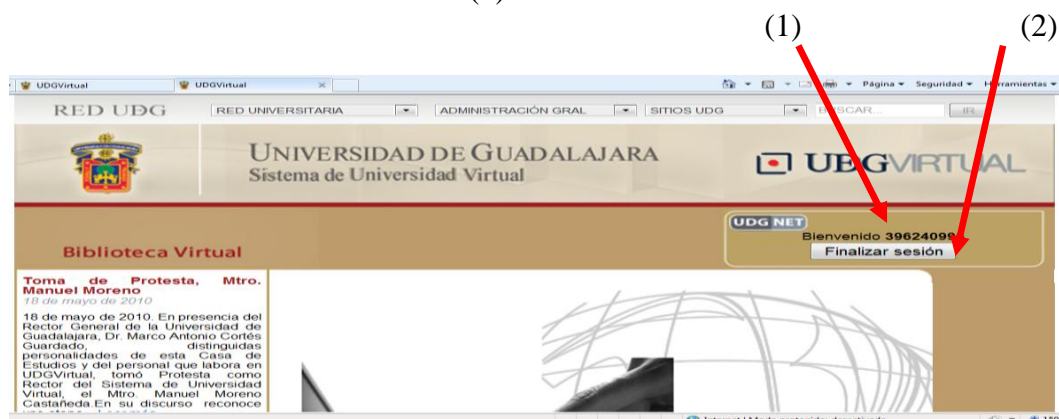 (1) (2)
UDGVirtual UDGVirtual Página Seguridad Herramientas
RED UDG RED UNIVERSITARIA ADMINISTRACIÓN GRAL SITIOS UDG BUSCAR... IR
UNIVERSIDAD DE GUADALAJARA
Sistema de Universidad Virtual
UDGVIRTUAL
UDG NET
Bienvenido 39624099
Finalizar sesión
Biblioteca Virtual
Toma de Protesta, Mtro.
Manuel Moreno
18 de mayo de 2010
18 de mayo de 2010. En presencia del
Rector General de la Universidad de
Guadalajara, Dr. Marco Antonio Cortés
Guardado, distinguidas
personalidades de esta Casa de
Estudios y del personal que labora en
UDGVirtual, tomó Protesta como
Rector del Sistema de Universidad
Virtual, el Mtro. Manuel Moreno
Castañeda.En su discurso reconoce